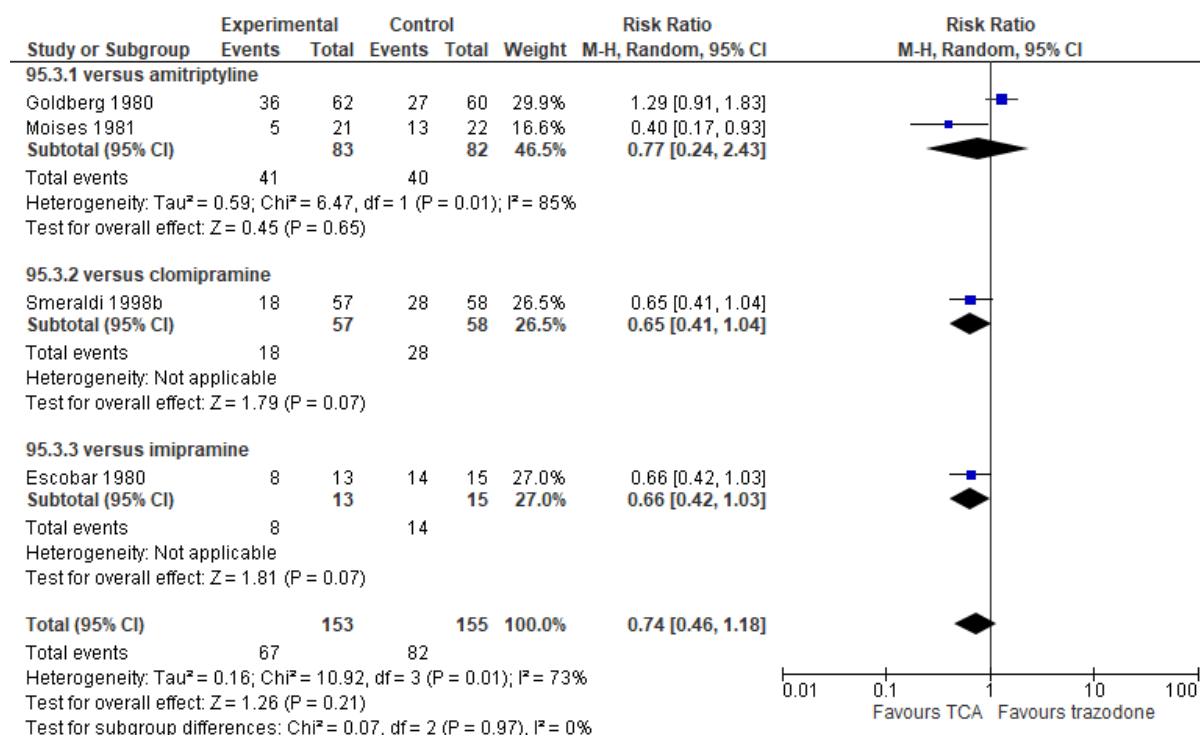 Experimental Control Risk Ratio Risk Ratio
Study or Subgroup Events Total Events Total Weight M-H, Random, 95% CI M-H, Random, 95% CI
95.3.1 versus amitriptyline
Goldberg 1980 36 62 27 60 29.9% 1.29 [0.91, 1.83]
Moises 1981 5 21 13 22 16.6% 0.40 [0.17, 0.93]
Subtotal (95% CI) 83 82 46.5% 0.77 [0.24, 2.43]
Total events 41 40
Heterogeneity: Tau² = 0.59; Chi² = 6.47, df = 1 (P = 0.01); I² = 85%
Test for overall effect: Z = 0.45 (P = 0.65)
95.3.2 versus clomipramine
Smeraldi 1998b 18 57 28 58 26.5% 0.65 [0.41, 1.04]
Subtotal (95% CI) 57 58 26.5% 0.65 [0.41, 1.04]
Total events 18 28
Heterogeneity: Not applicable
Test for overall effect: Z = 1.79 (P = 0.07)
95.3.3 versus imipramine
Escobar 1980 8 13 14 15 27.0% 0.66 [0.42, 1.03]
Subtotal (95% CI) 13 15 27.0% 0.66 [0.42, 1.03]
Total events 8 14
Heterogeneity: Not applicable
Test for overall effect: Z = 1.81 (P = 0.07)
Total (95% CI) 153 155 100.0% 0.74 [0.46, 1.18]
Total events 67 82
Heterogeneity: Tau² = 0.16; Chi² = 10.92, df = 3 (P = 0.01); I² = 73%
Test for overall effect: Z = 1.26 (P = 0.21)
Test for subgroup differences: Chi² = 0.07, df = 2 (P = 0.97), I² = 0%
0.01 0.1 1 10 100
Favours TCA Favours trazodone